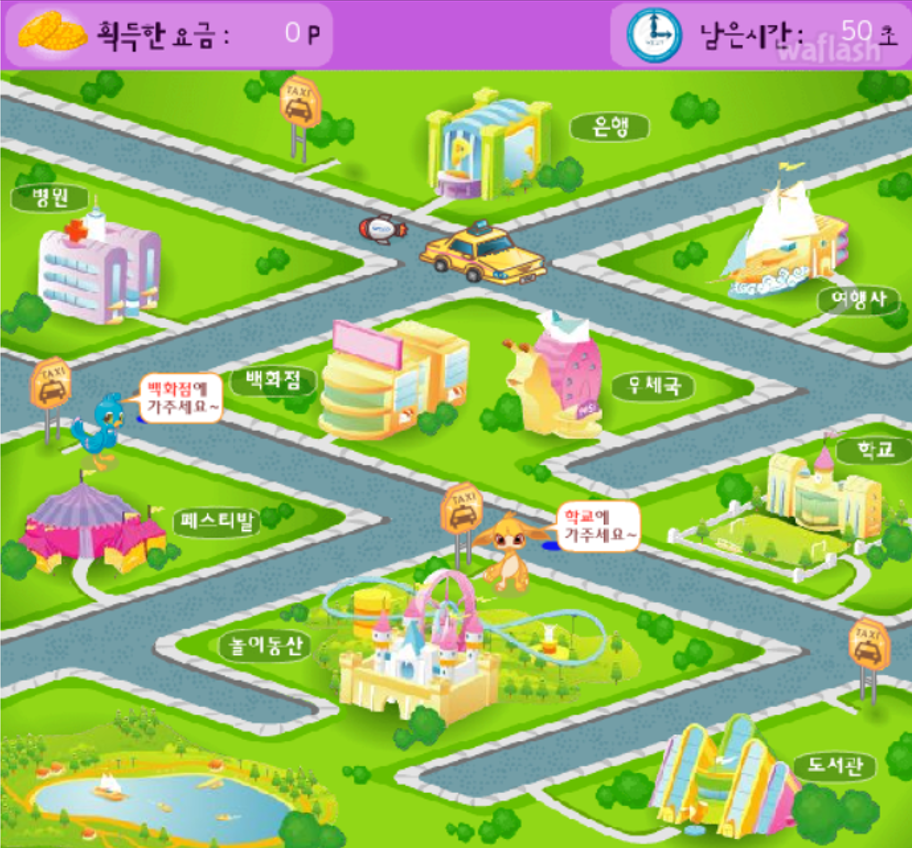 획득한 요금 : 0 P
남은시간 : 50 초
waflash
TAXI
은행
병원
여행사
TAXI
백화점에
가주세요~
백화점
우체국
학교
TAXI
페스티발
학교에
가주세요~
놀이동산
TAXI
도서관